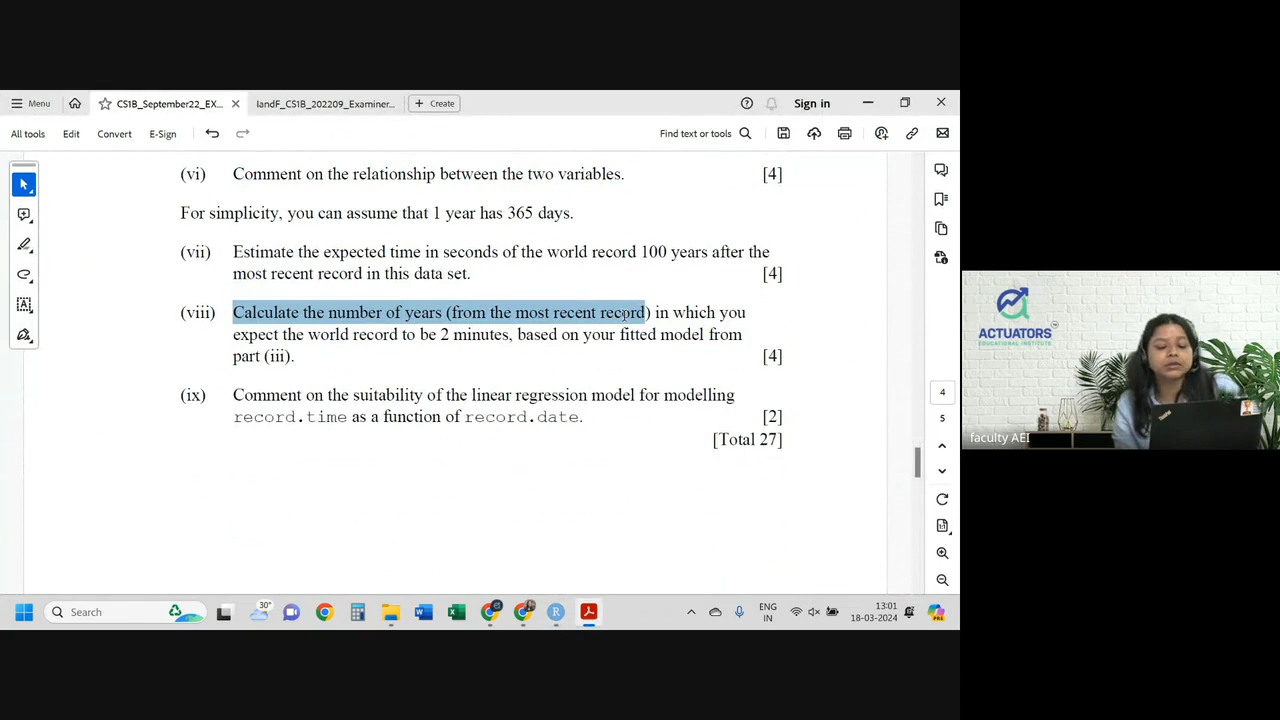 Menu
CS1B_September22_EX...
IandF_CS1B_202209_Examiner...
Create
Sign in
All tools
Edit
Convert
E-Sign
Find text or tools
(vi) Comment on the relationship between the two variables. [4]
For simplicity, you can assume that 1 year has 365 days.
(vii) Estimate the expected time in seconds of the world record 100 years after the
most recent record in this data set. [4]
(viii) Calculate the number of years (from the most recent record) in which you
expect the world record to be 2 minutes, based on your fitted model from
part (iii). [4]
(ix) Comment on the suitability of the linear regression model for modelling
record.time as a function of record.date. [2]
[Total 27]
4
5
ACTUATORS
EDUCATIONAL INSTITUTE
faculty AEI
Search
30°
ENG
IN
13:01
18-03-2024